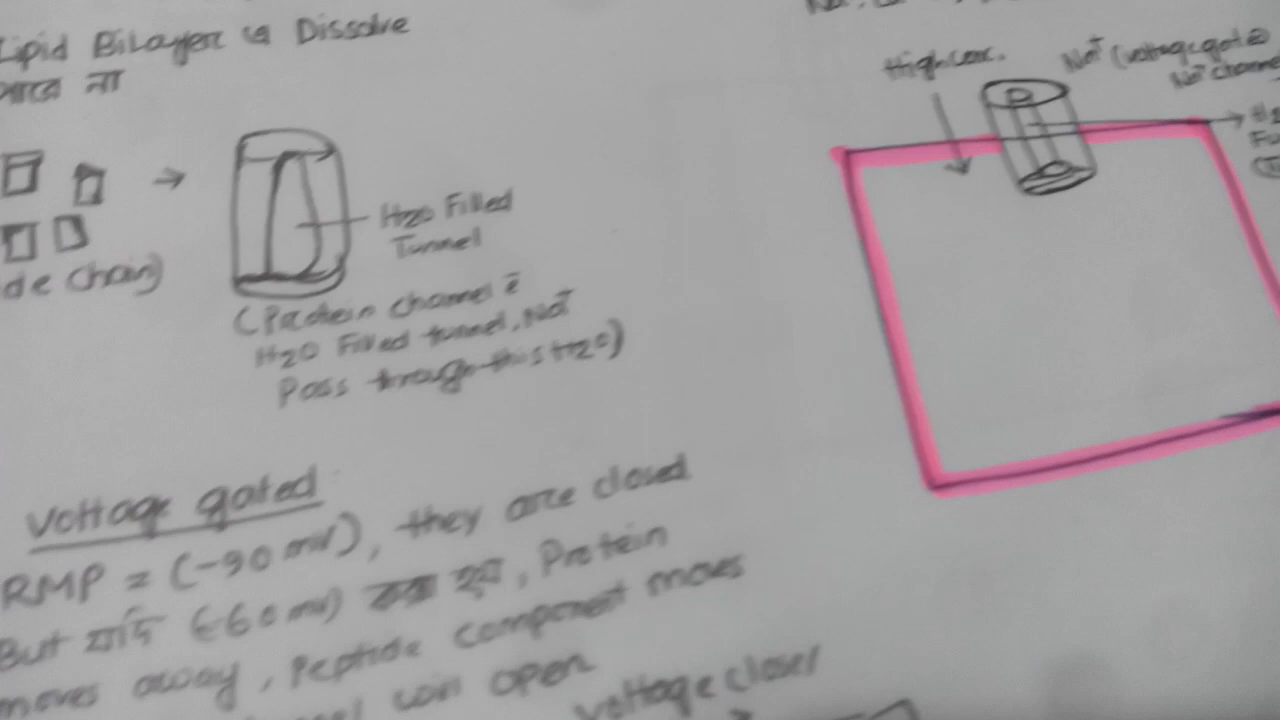 Lipid BiLayer এ Dissolve
পারে না
de Chain)
H2O Filled
Tunnel
(Protein channel c̄
H2O Filled tunnel, Na+
Pass through this H2O)
High conc.
Na+ (voltage gated
Na+ channel
Voltage gated
RMP = (-90 mv), they are closed
But যদি (-60 mv) হয়, Protein
moves away, Peptide component moves
will open
voltage close